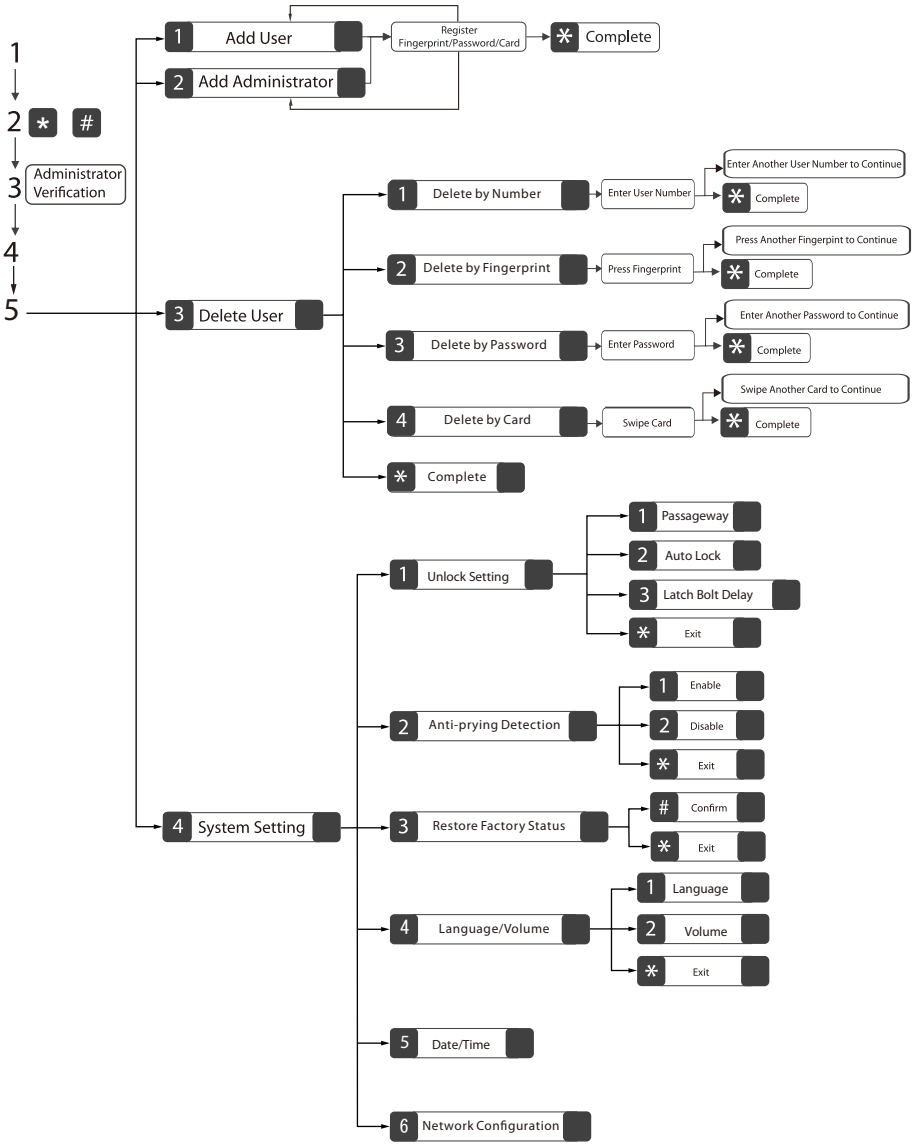 1
2 * #
3 Administrator
Verification
4
5
1 Add User
2 Add Administrator
Register
Fingerprint/Password/Card
* Complete
3 Delete User
1 Delete by Number
Enter User Number
Enter Another User Number to Continue
* Complete
2 Delete by Fingerprint
Press Fingerprint
Press Another Fingerpint to Continue
* Complete
3 Delete by Password
Enter Password
Enter Another Password to Continue
* Complete
4 Delete by Card
Swipe Card
Swipe Another Card to Continue
* Complete
* Complete
4 System Setting
1 Unlock Setting
1 Passageway
2 Auto Lock
3 Latch Bolt Delay
* Exit
2 Anti-prying Detection
1 Enable
2 Disable
* Exit
3 Restore Factory Status
# Confirm
* Exit
4 Language/Volume
1 Language
2 Volume
* Exit
5 Date/Time
6 Network Configuration